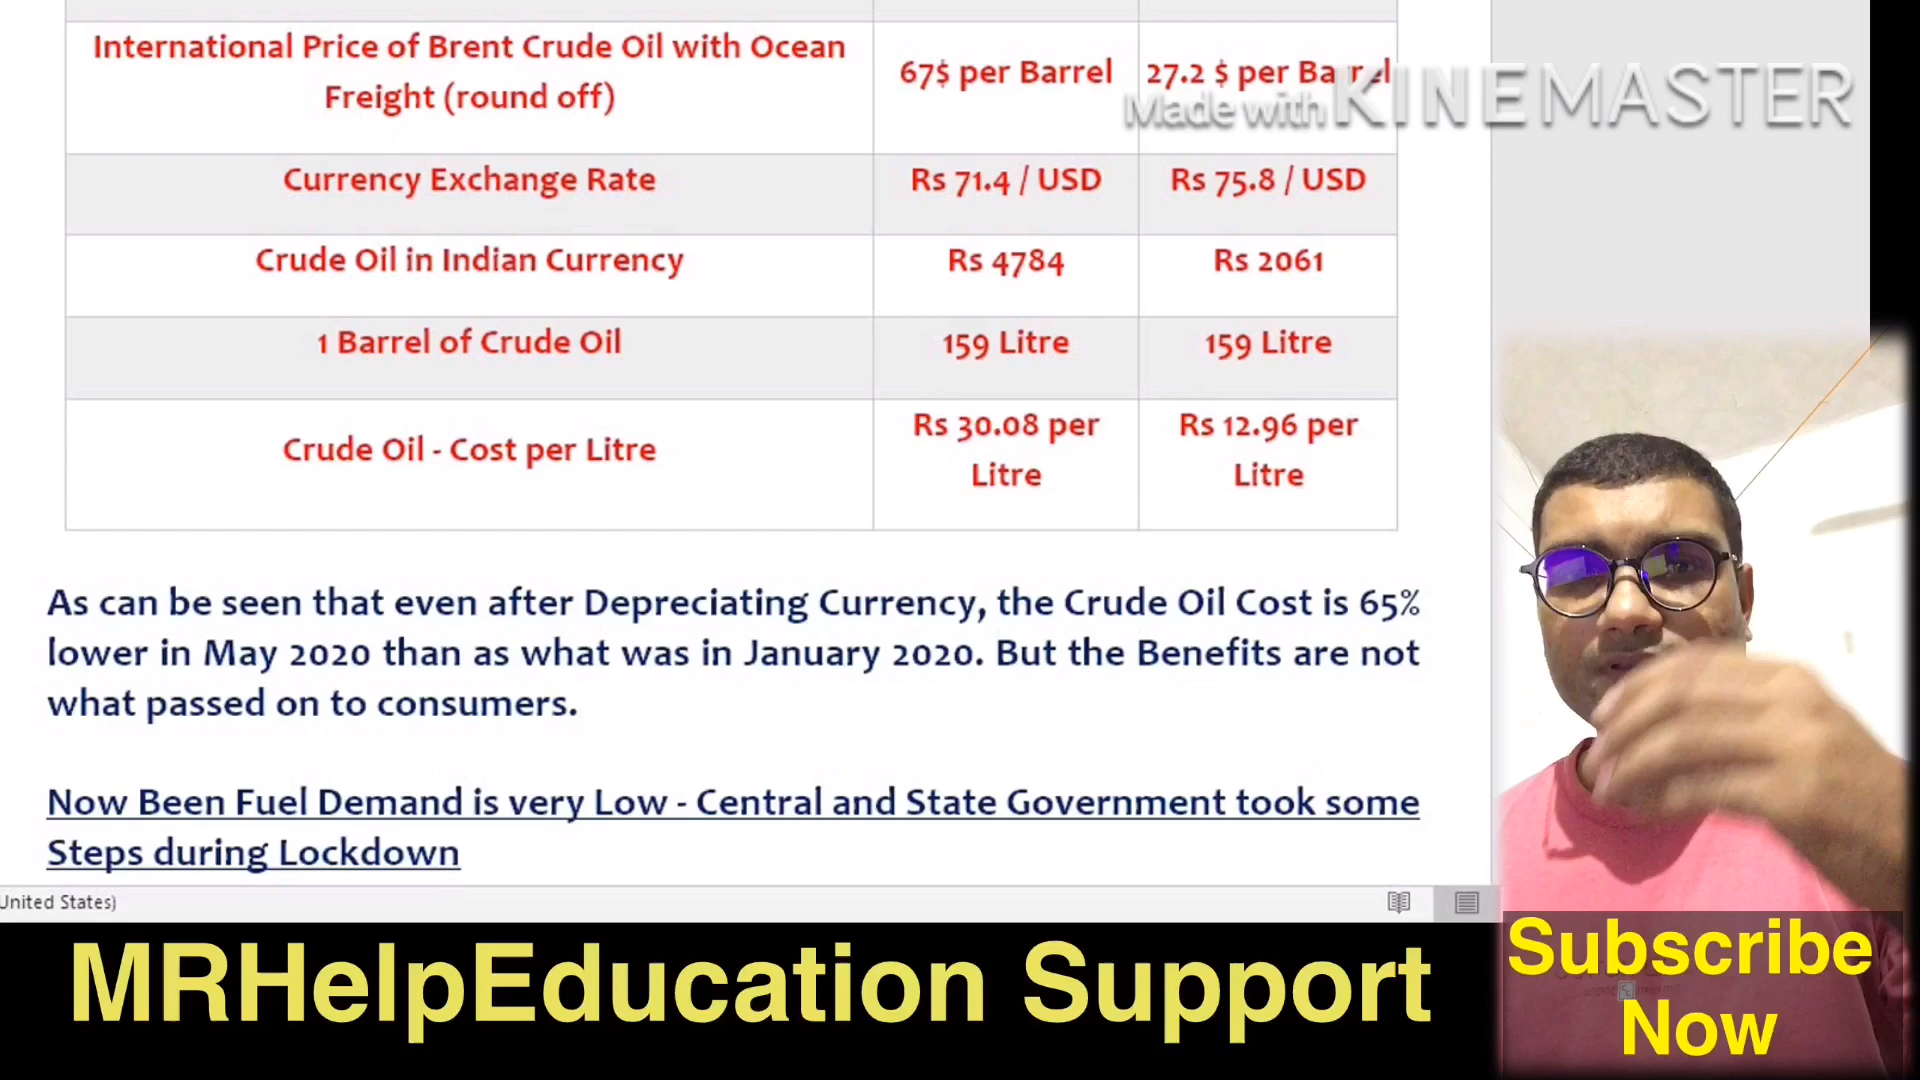 International Price of Brent Crude Oil with Ocean
Freight (round off)
67$ per Barrel
27.2 $ per Barrel
Made with KINEMASTER
Currency Exchange Rate
Rs 71.4 / USD
Rs 75.8 / USD
Crude Oil in Indian Currency
Rs 4784
Rs 2061
1 Barrel of Crude Oil
159 Litre
159 Litre
Crude Oil - Cost per Litre
Rs 30.08 per
Litre
Rs 12.96 per
Litre
As can be seen that even after Depreciating Currency, the Crude Oil Cost is 65%
lower in May 2020 than as what was in January 2020. But the Benefits are not
what passed on to consumers.
Now Been Fuel Demand is very Low - Central and State Government took some
Steps during Lockdown
United States)
MRHelpEducation Support
Subscribe
Now